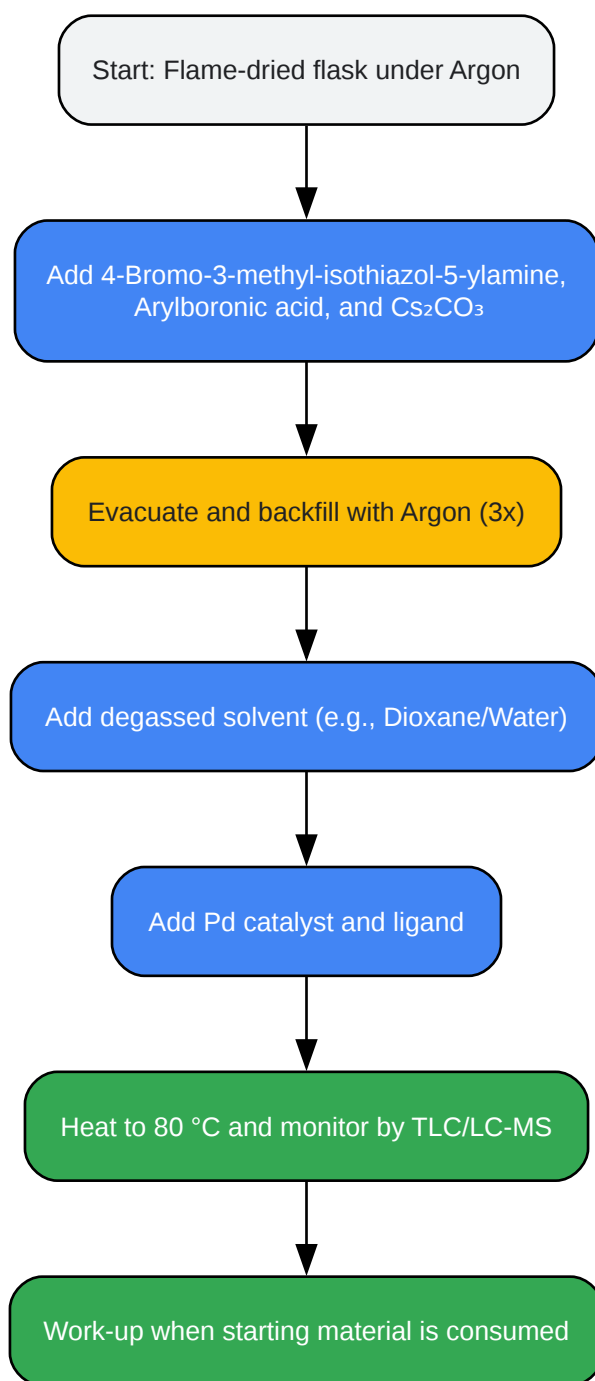 Start: Flame-dried flask under Argon
Add 4-Bromo-3-methyl-isothiazol-5-ylamine,
Arylboronic acid, and Cs₂CO₃
Evacuate and backfill with Argon (3x)
Add degassed solvent (e.g., Dioxane/Water)
Add Pd catalyst and ligand
Heat to 80 °C and monitor by TLC/LC-MS
Work-up when starting material is consumed